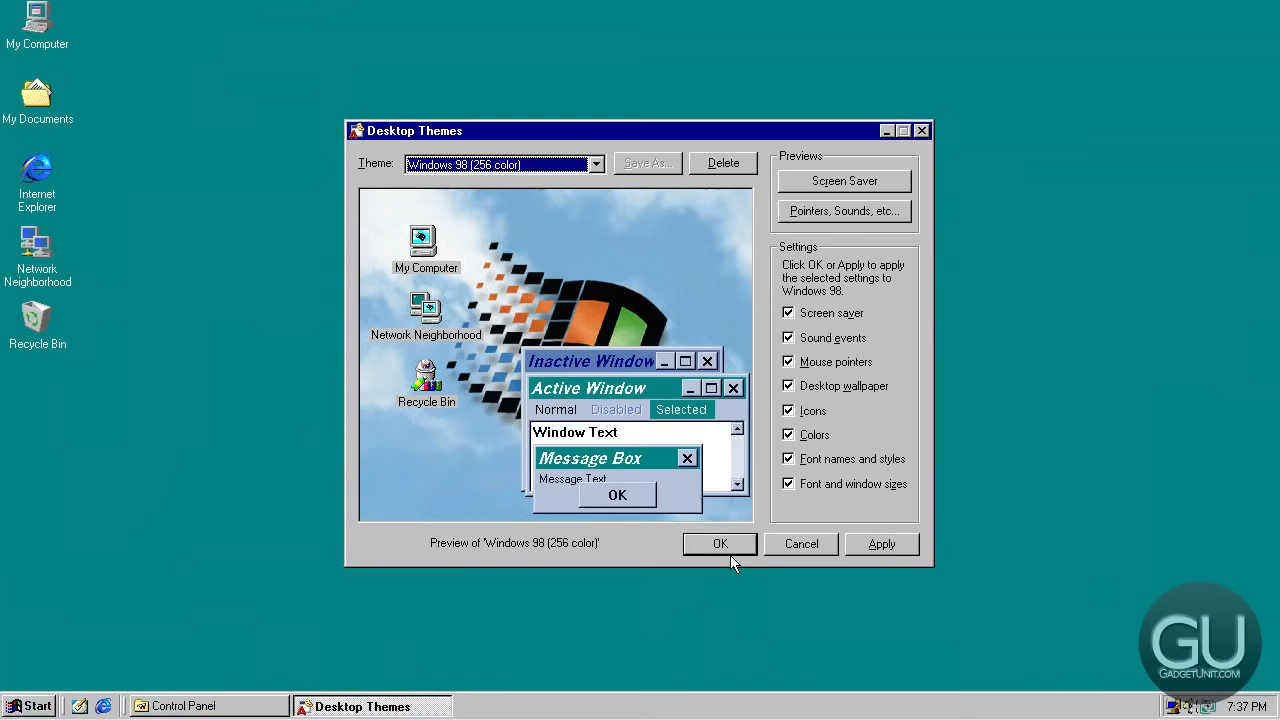 My Computer
My Documents
Internet
Explorer
Network
Neighborhood
Recycle Bin
Desktop Themes
Theme:
Windows 98 (256 color)
Save As...
Delete
My Computer
Network Neighborhood
Recycle Bin
Inactive Window
Active Window
Normal Disabled Selected
Window Text
Message Box
Message Text
OK
Preview of 'Windows 98 (256 color)'
Previews
Screen Saver
Pointers, Sounds, etc...
Settings
Click OK or Apply to apply
the selected settings to
Windows 98.
Screen saver
Sound events
Mouse pointers
Desktop wallpaper
Icons
Colors
Font names and styles
Font and window sizes
OK
Cancel
Apply
GU
GADGETUNIT.COM
Start
Control Panel
Desktop Themes
7:37 PM